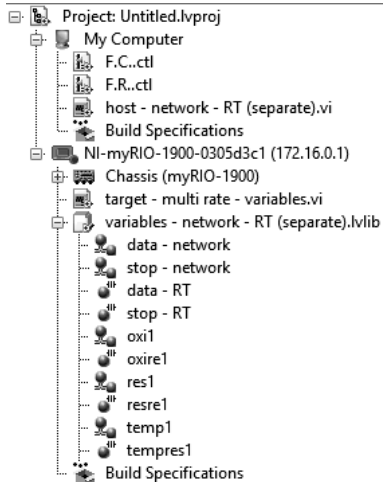 Project: Untitled.lvproj
My Computer
F.C..ctl
F.R..ctl
host - network - RT (separate).vi
Build Specifications
NI-myRIO-1900-0305d3c1 (172.16.0.1)
Chassis (myRIO-1900)
target - multi rate - variables.vi
variables - network - RT (separate).lvlib
data - network
stop - network
data - RT
stop - RT
oxi1
oxire1
res1
resre1
temp1
tempres1
Build Specifications